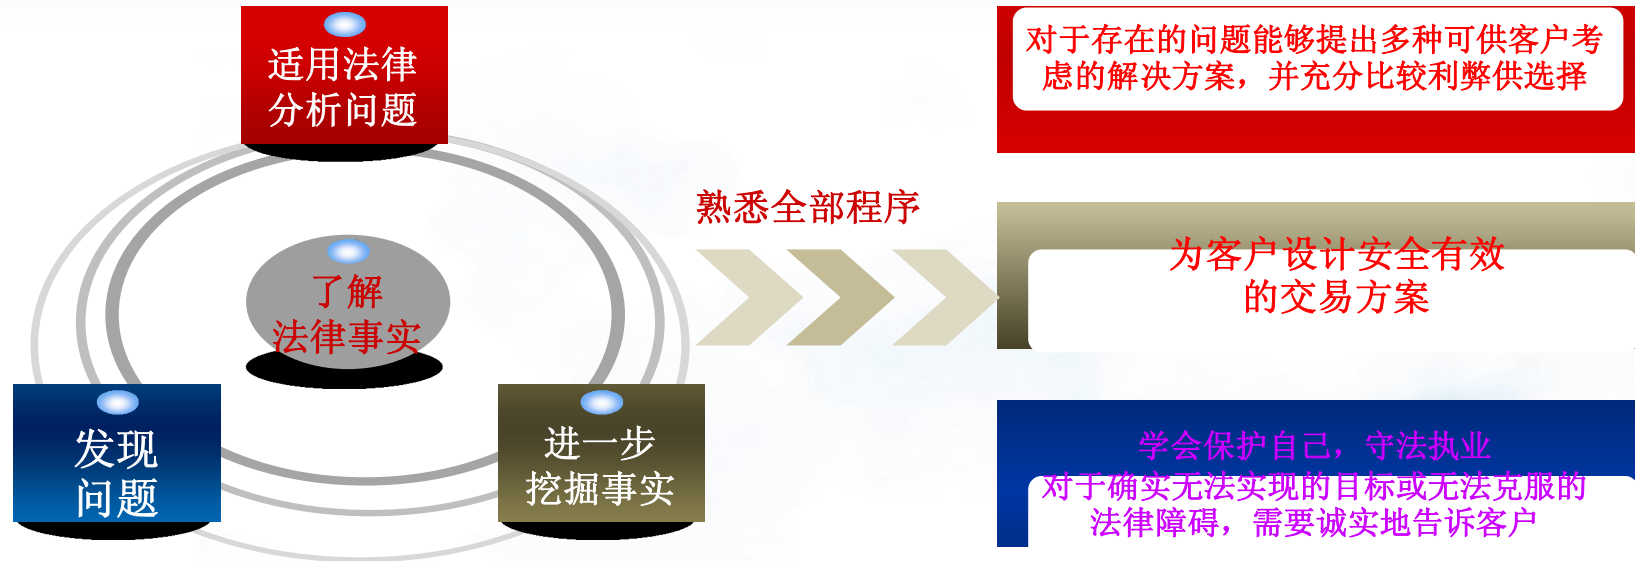 适用法律
分析问题
了解
法律事实
发现
问题
进一步
挖掘事实
熟悉全部程序
对于存在的问题能够提出多种可供客户考
虑的解决方案，并充分比较利弊供选择
为客户设计安全有效
的交易方案
学会保护自己，守法执业
对于确实无法实现的目标或无法克服的
法律障碍，需要诚实地告诉客户